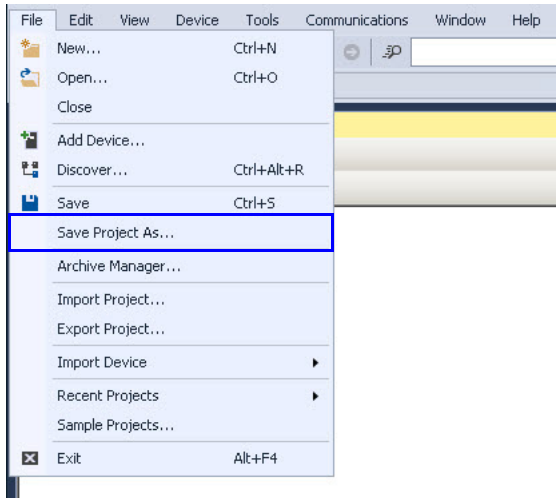 File Edit View Device Tools Communications Window Help
New... Ctrl+N
Open... Ctrl+O
Close
Add Device...
Discover... Ctrl+Alt+R
Save Ctrl+S
Save Project As...
Archive Manager...
Import Project...
Export Project...
Import Device
Recent Projects
Sample Projects...
Exit Alt+F4